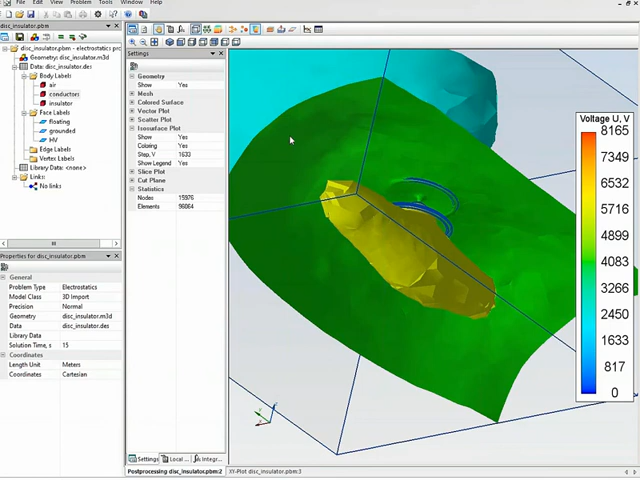 File Edit View Problem Tools Window Help
disc_insulator.pbm
disc_insulator.pbm - electrostatics pr
Geometry: disc_insulator.m3d
Data: disc_insulator.des
Body Labels
air
conductors
insulator
Face Labels
floating
grounded
HV
Edge Labels
Vertex Labels
Library Data: <none>
Links:
No links
Properties for disc_insulator.pbm
General
Problem Type Electrostatics
Model Class 3D Import
Precision Normal
Geometry disc_insulator.m3d
Data disc_insulator.des
Library Data
Solution Time, s 15
Coordinates
Length Unit Meters
Coordinates Cartesian
Settings
Geometry
Show Yes
Mesh
Colored Surface
Vector Plot
Scatter Plot
Isosurface Plot
Show Yes
Coloring Yes
Step, V 1633
Show Legend Yes
Slice Plot
Cut Plane
Statistics
Nodes 15976
Elements 96064
Settings Local ... Integr...
Postprocessing disc_insulator.pbm:2
XY-Plot disc_insulator.pbm:3
Voltage U, V
8165
7349
6532
5716
4899
4083
3266
2450
1633
817
0